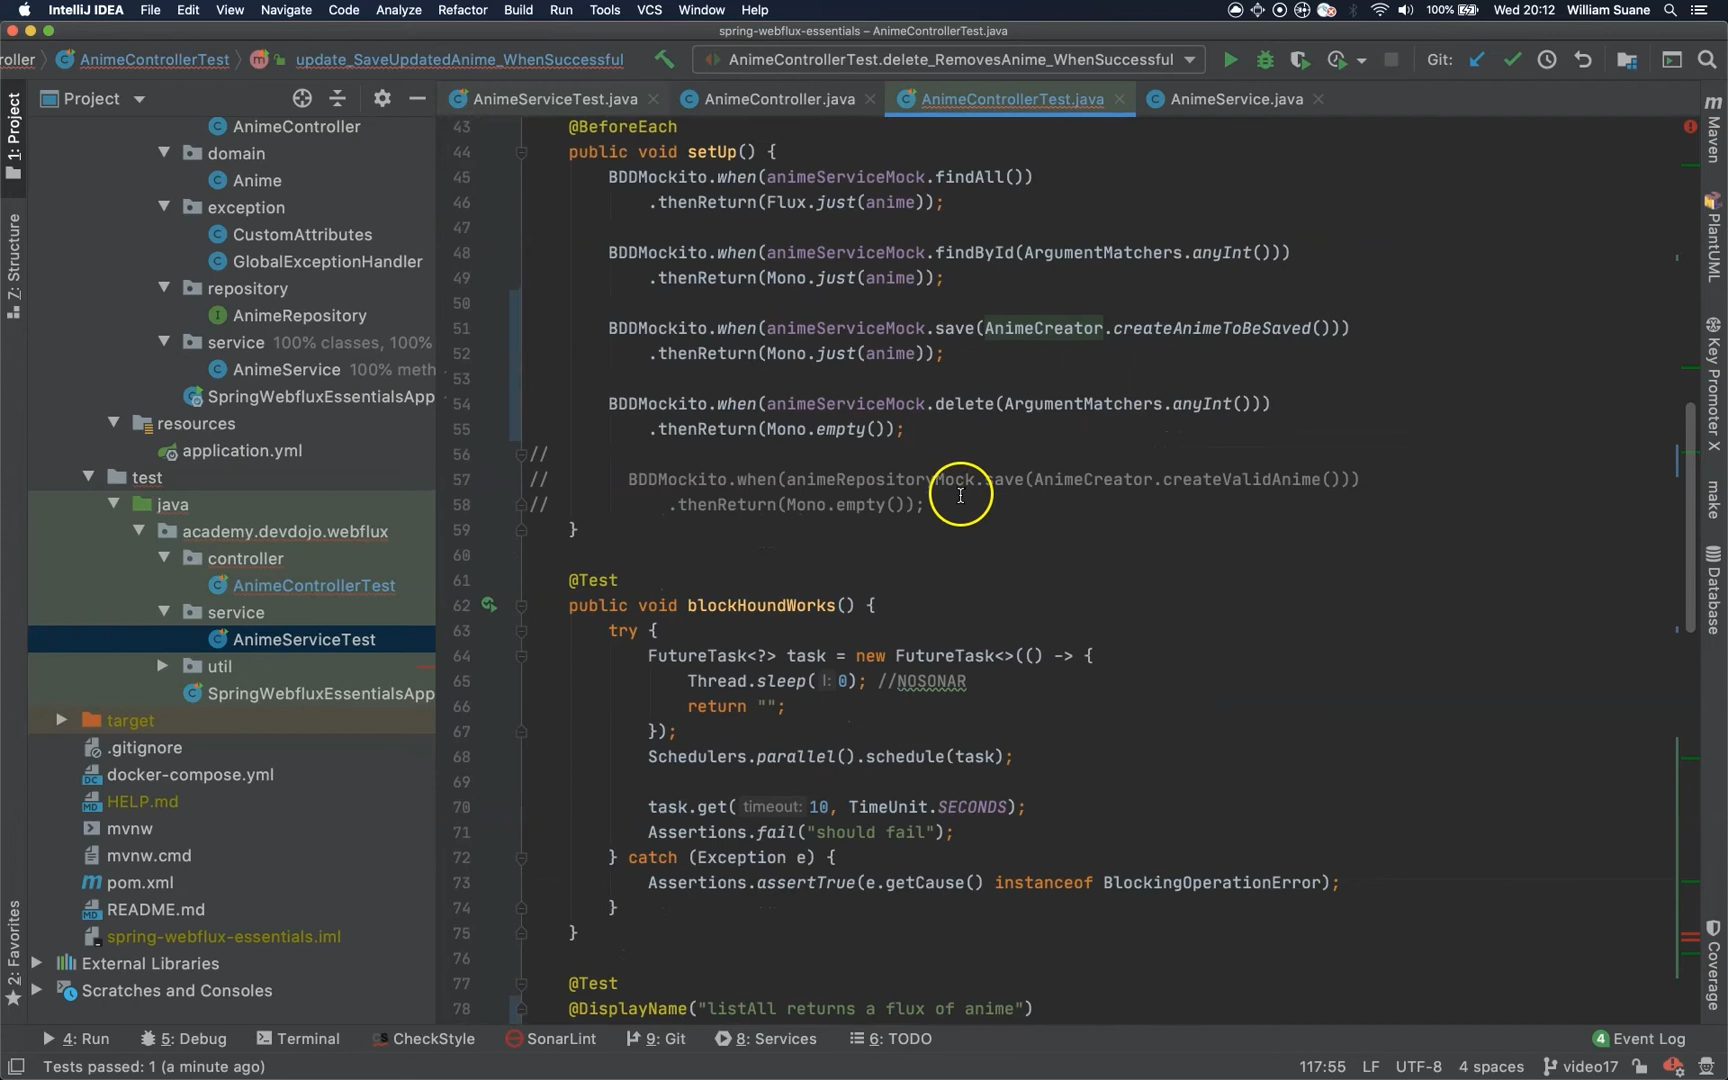 IntelliJ IDEA File Edit View Navigate Code Analyze Refactor Build Run Tools VCS Window Help 100% Wed 20:12 William Suane
spring-webflux-essentials – AnimeControllerTest.java
roller AnimeControllerTest update_SaveUpdatedAnime_WhenSuccessful AnimeControllerTest.delete_RemovesAnime_WhenSuccessful Git:
Project AnimeServiceTest.java AnimeController.java AnimeControllerTest.java AnimeService.java
1: Project
7: Structure
2: Favorites
AnimeController
domain
Anime
exception
CustomAttributes
GlobalExceptionHandler
repository
AnimeRepository
service 100% classes, 100%
AnimeService 100% meth
SpringWebfluxEssentialsApp
resources
application.yml
test
java
academy.devdojo.webflux
controller
AnimeControllerTest
service
AnimeServiceTest
util
SpringWebfluxEssentialsApp
target
.gitignore
docker-compose.yml
HELP.md
mvnw
mvnw.cmd
pom.xml
README.md
spring-webflux-essentials.iml
External Libraries
Scratches and Consoles
43 @BeforeEach
44 public void setUp() {
45 BDDMockito.when(animeServiceMock.findAll())
46 .thenReturn(Flux.just(anime));
47
48 BDDMockito.when(animeServiceMock.findById(ArgumentMatchers.anyInt()))
49 .thenReturn(Mono.just(anime));
50
51 BDDMockito.when(animeServiceMock.save(AnimeCreator.createAnimeToBeSaved()))
52 .thenReturn(Mono.just(anime));
53
54 BDDMockito.when(animeServiceMock.delete(ArgumentMatchers.anyInt()))
55 .thenReturn(Mono.empty());
56 //
57 // BDDMockito.when(animeRepositoryMock.save(AnimeCreator.createValidAnime()))
58 // .thenReturn(Mono.empty());
59 }
60
61 @Test
62 public void blockHoundWorks() {
63 try {
64 FutureTask<?> task = new FutureTask<>(() -> {
65 Thread.sleep( l: 0); //NOSONAR
66 return "";
67 });
68 Schedulers.parallel().schedule(task);
69
70 task.get( timeout: 10, TimeUnit.SECONDS);
71 Assertions.fail("should fail");
72 } catch (Exception e) {
73 Assertions.assertTrue(e.getCause() instanceof BlockingOperationError);
74 }
75 }
76
77 @Test
78 @DisplayName("listAll returns a flux of anime")
Maven
PlantUML
Key Promoter X
make
Database
Coverage
4: Run 5: Debug Terminal CheckStyle SonarLint 9: Git 8: Services 6: TODO 4 Event Log
Tests passed: 1 (a minute ago) 117:55 LF UTF-8 4 spaces video17